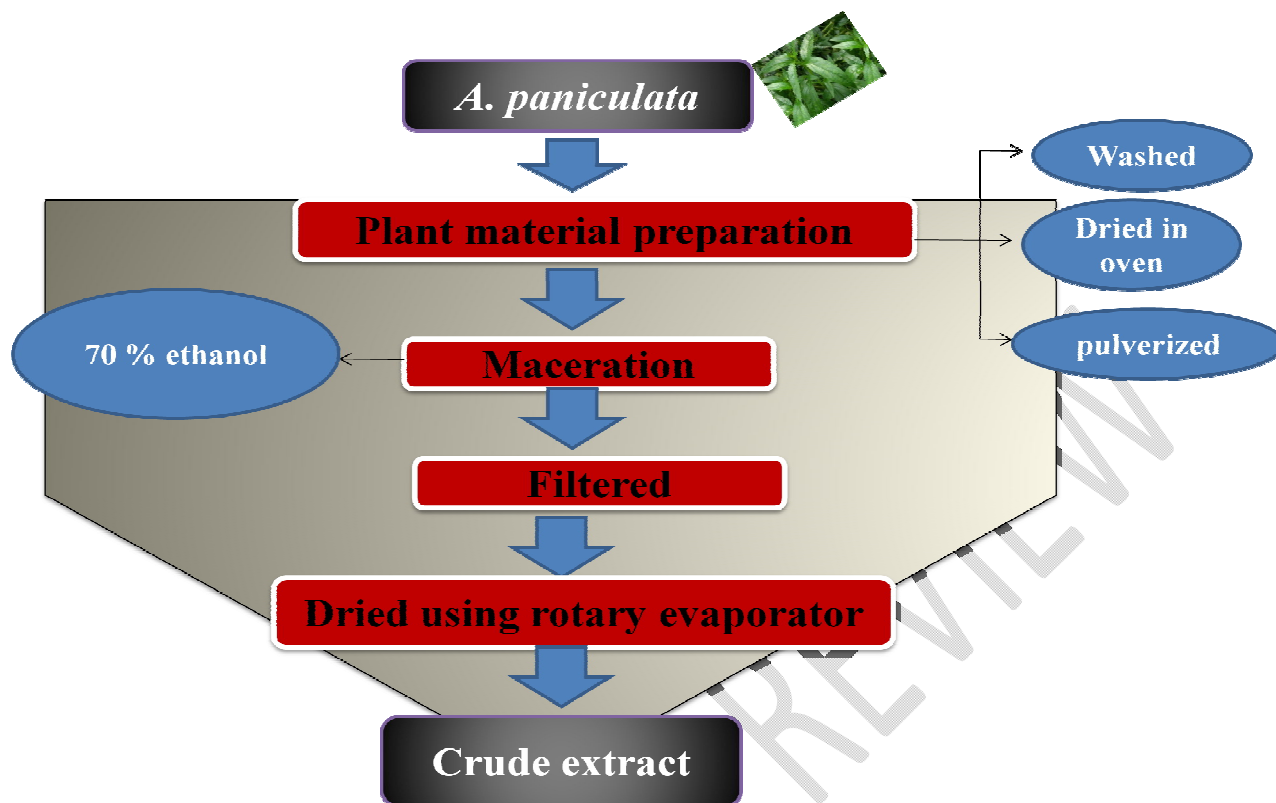 A. paniculata
Washed
Plant material preparation
Dried in
oven
pulverized
70 % ethanol
Maceration
Filtered
Dried using rotary evaporator
Crude extract
REVIEW